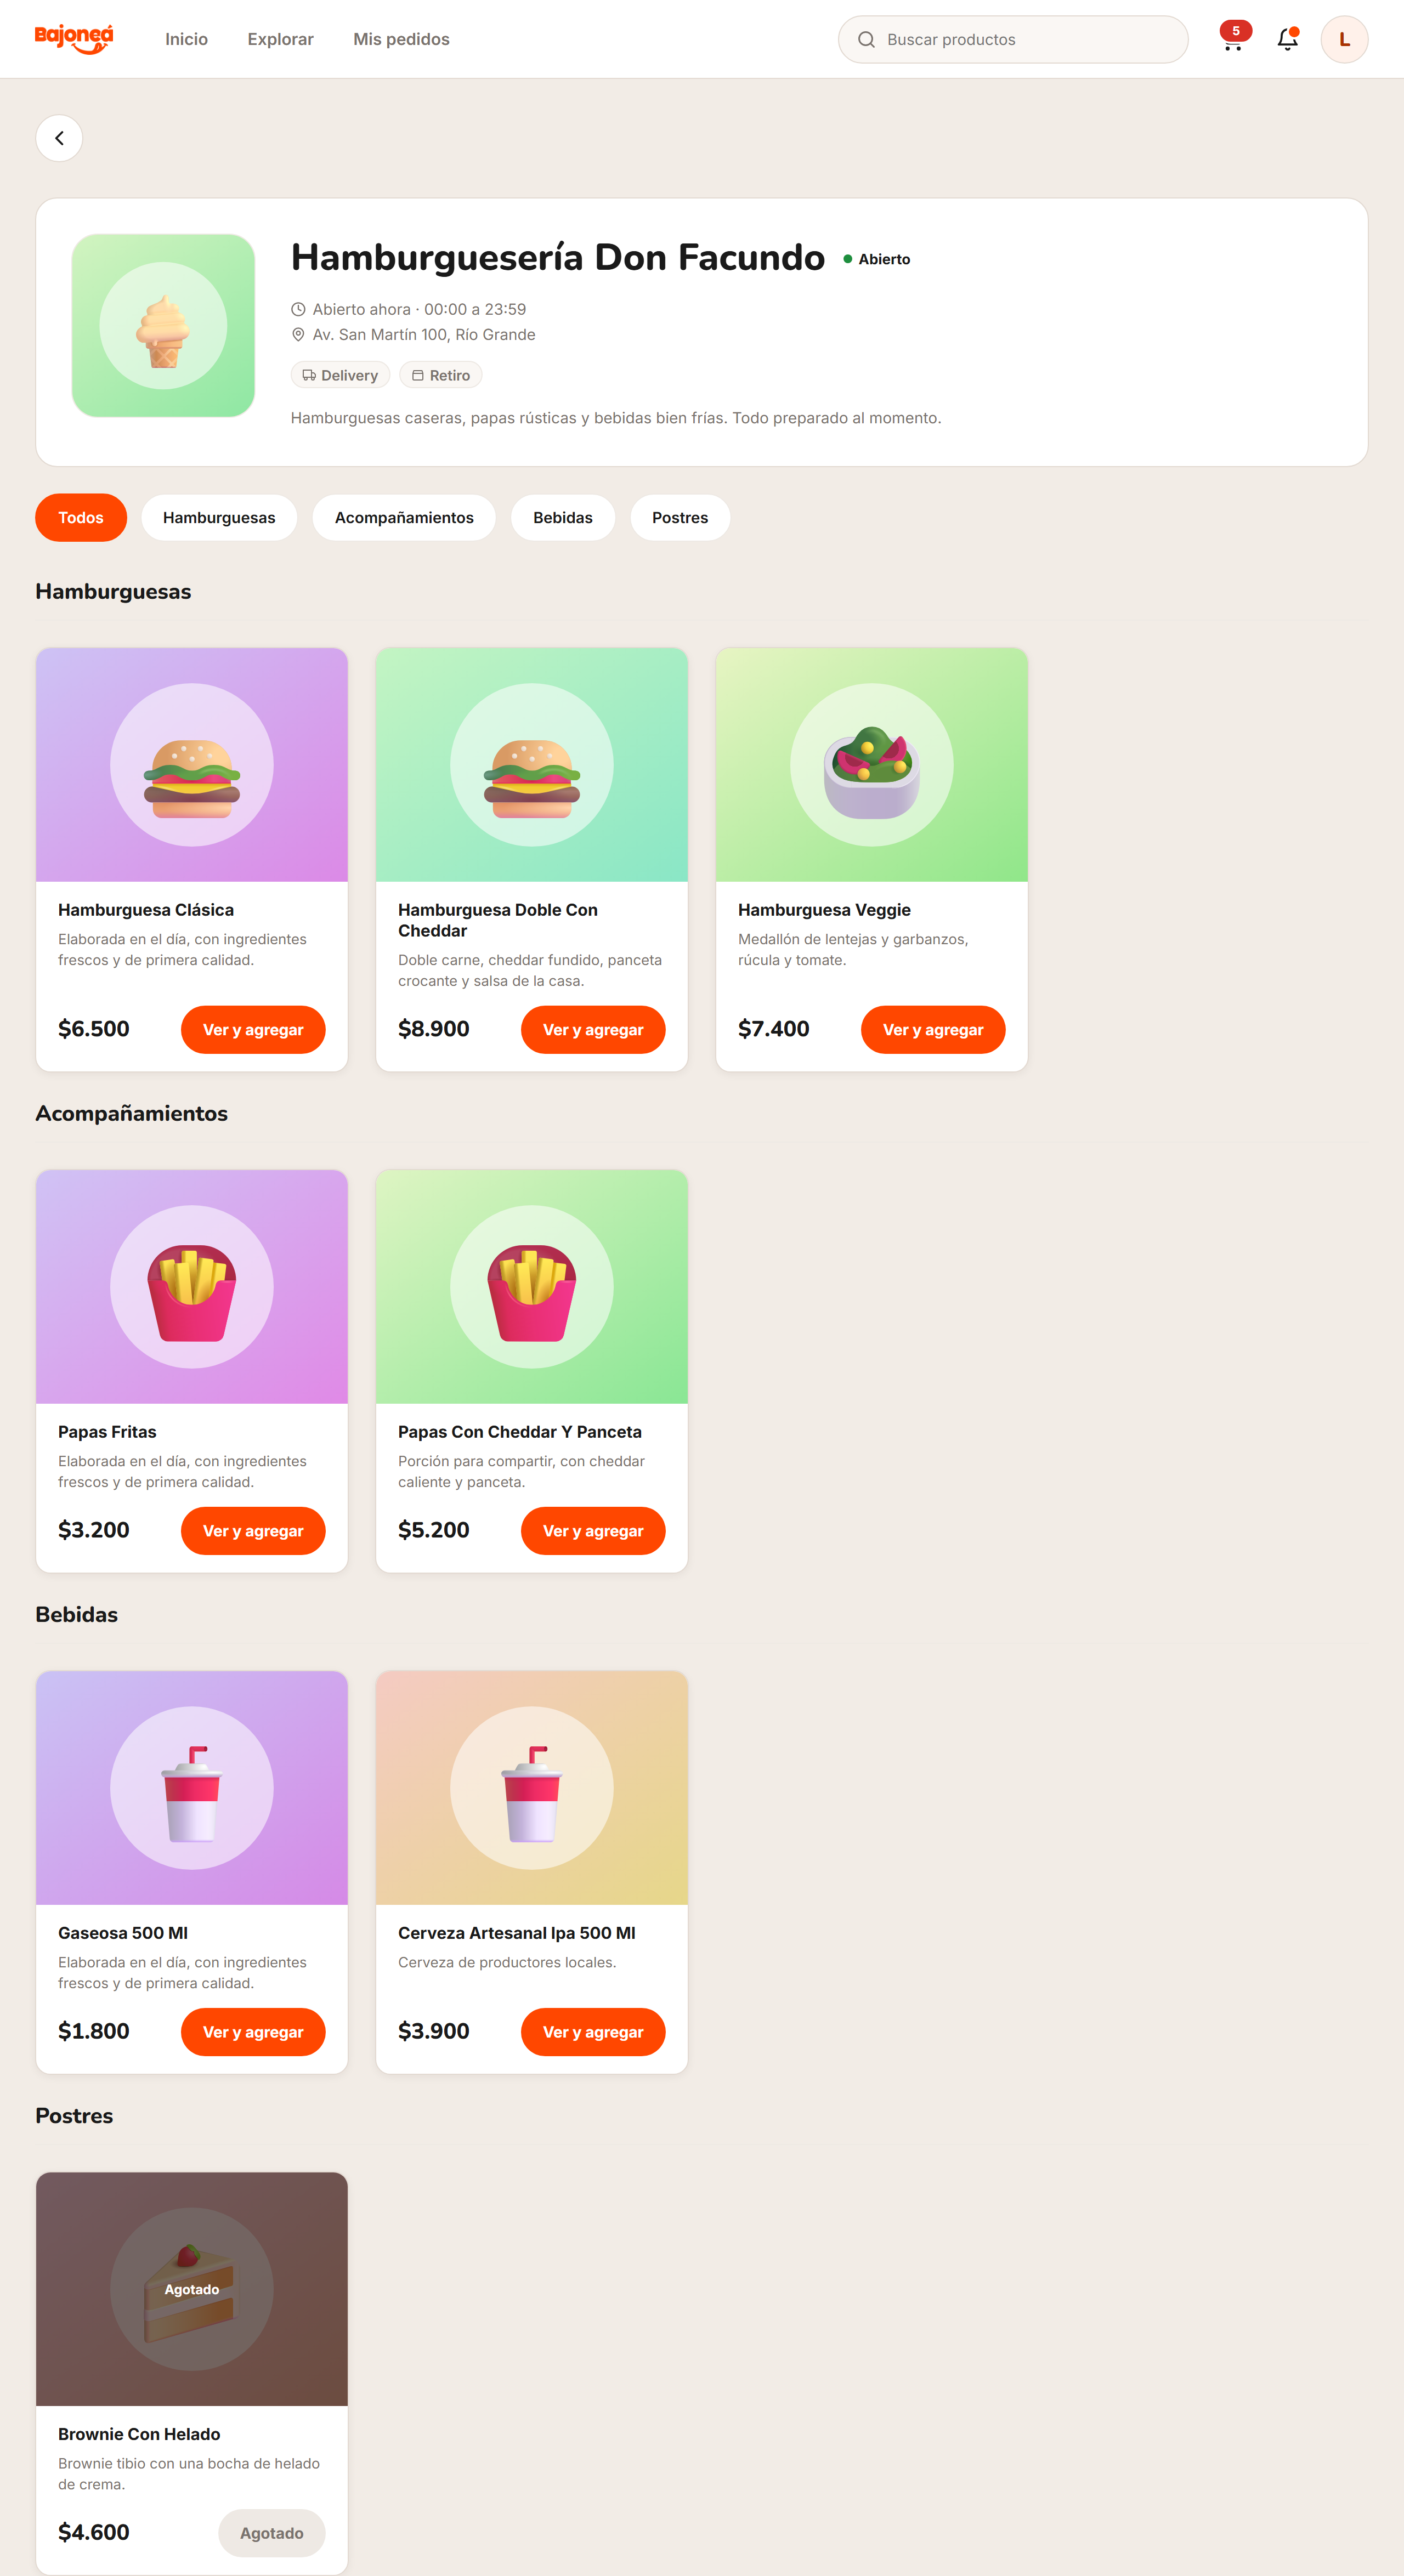 Bajoneá
Inicio
Explorar
Mis pedidos
Buscar productos
5
L
Hamburguesería Don Facundo
Abierto
Abierto ahora · 00:00 a 23:59
Av. San Martín 100, Río Grande
Delivery
Retiro
Hamburguesas caseras, papas rústicas y bebidas bien frías. Todo preparado al momento.
Todos
Hamburguesas
Acompañamientos
Bebidas
Postres
Hamburguesas
Hamburguesa Clásica
Elaborada en el día, con ingredientes
frescos y de primera calidad.
$6.500
Ver y agregar
Hamburguesa Doble Con
Cheddar
Doble carne, cheddar fundido, panceta
crocante y salsa de la casa.
$8.900
Ver y agregar
Hamburguesa Veggie
Medallón de lentejas y garbanzos,
rúcula y tomate.
$7.400
Ver y agregar
Acompañamientos
Papas Fritas
Elaborada en el día, con ingredientes
frescos y de primera calidad.
$3.200
Ver y agregar
Papas Con Cheddar Y Panceta
Porción para compartir, con cheddar
caliente y panceta.
$5.200
Ver y agregar
Bebidas
Gaseosa 500 Ml
Elaborada en el día, con ingredientes
frescos y de primera calidad.
$1.800
Ver y agregar
Cerveza Artesanal Ipa 500 Ml
Cerveza de productores locales.
$3.900
Ver y agregar
Postres
Agotado
Brownie Con Helado
Brownie tibio con una bocha de helado
de crema.
$4.600
Agotado